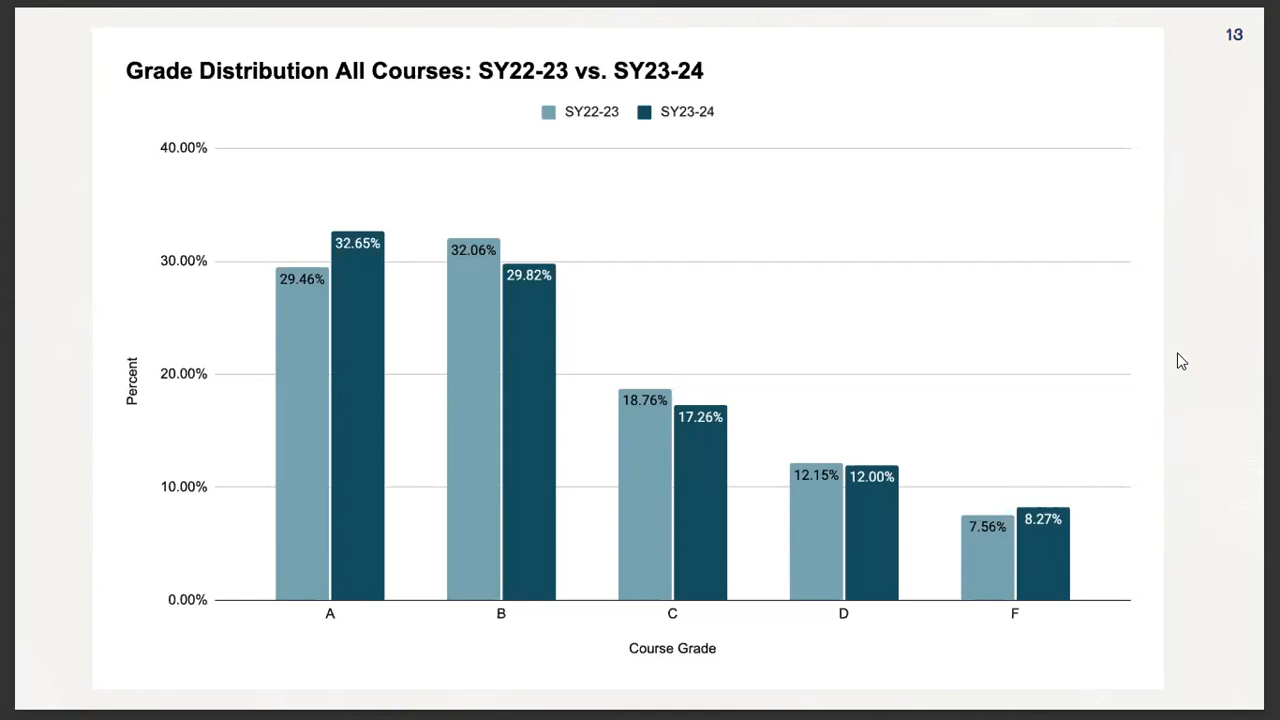 13
Grade Distribution All Courses: SY22-23 vs. SY23-24
SY22-23 SY23-24
40.00%
30.00%
20.00%
10.00%
0.00%
Percent
29.46% 32.65% 32.06% 29.82% 18.76% 17.26% 12.15% 12.00% 7.56% 8.27%
A B C D F
Course Grade